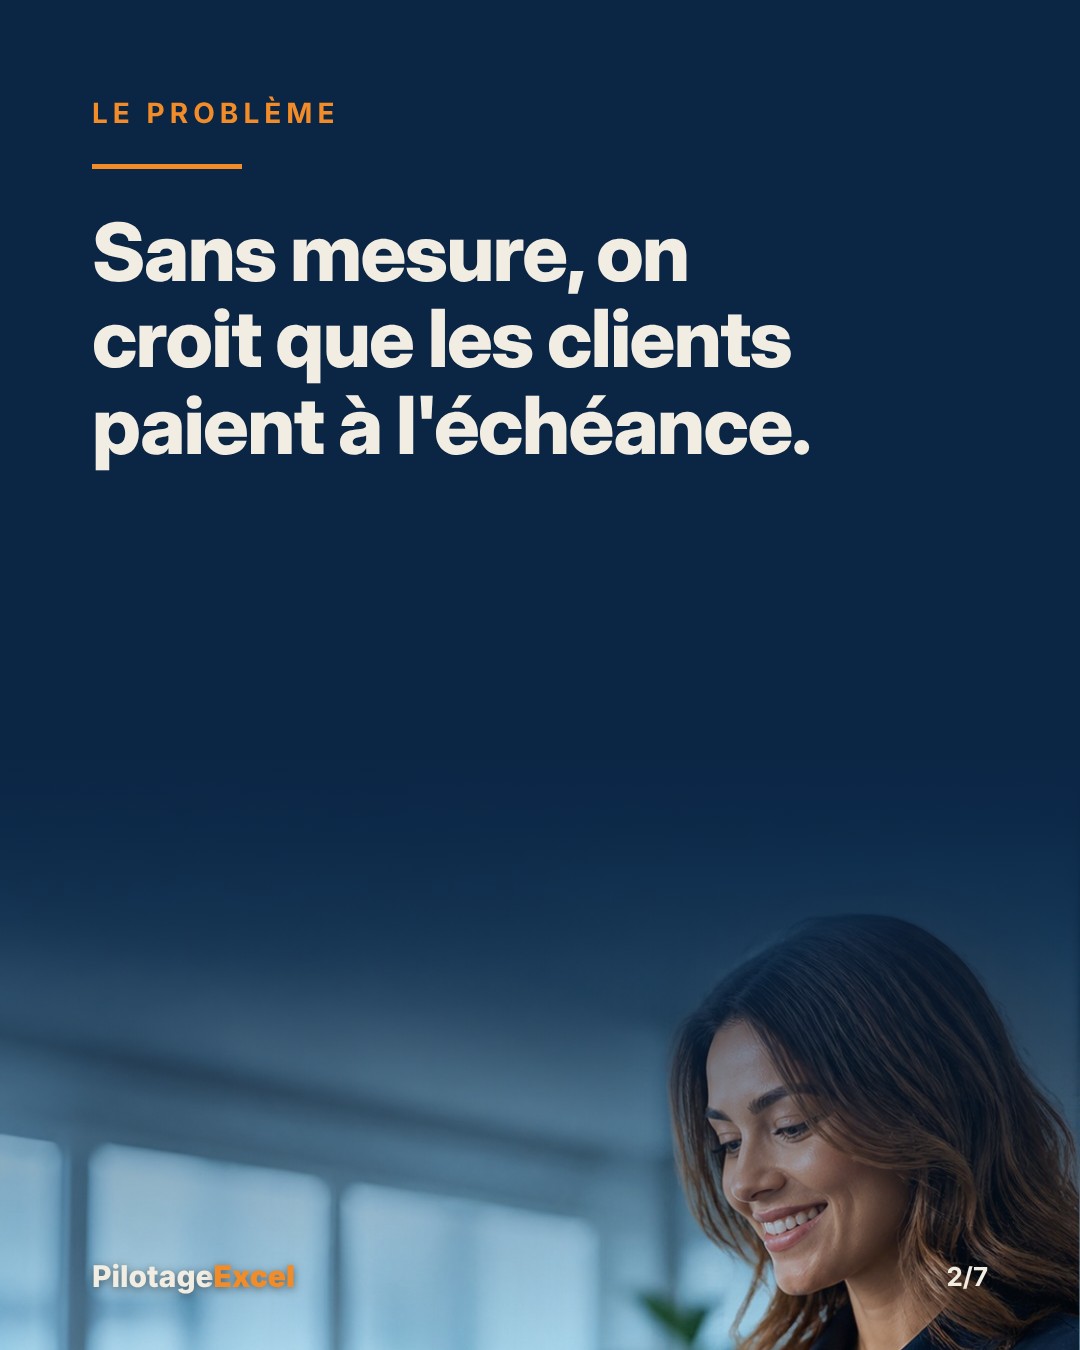 LE PROBLÈME
Sans mesure, on
croit que les clients
paient à l'échéance.
PilotageExcel
2/7